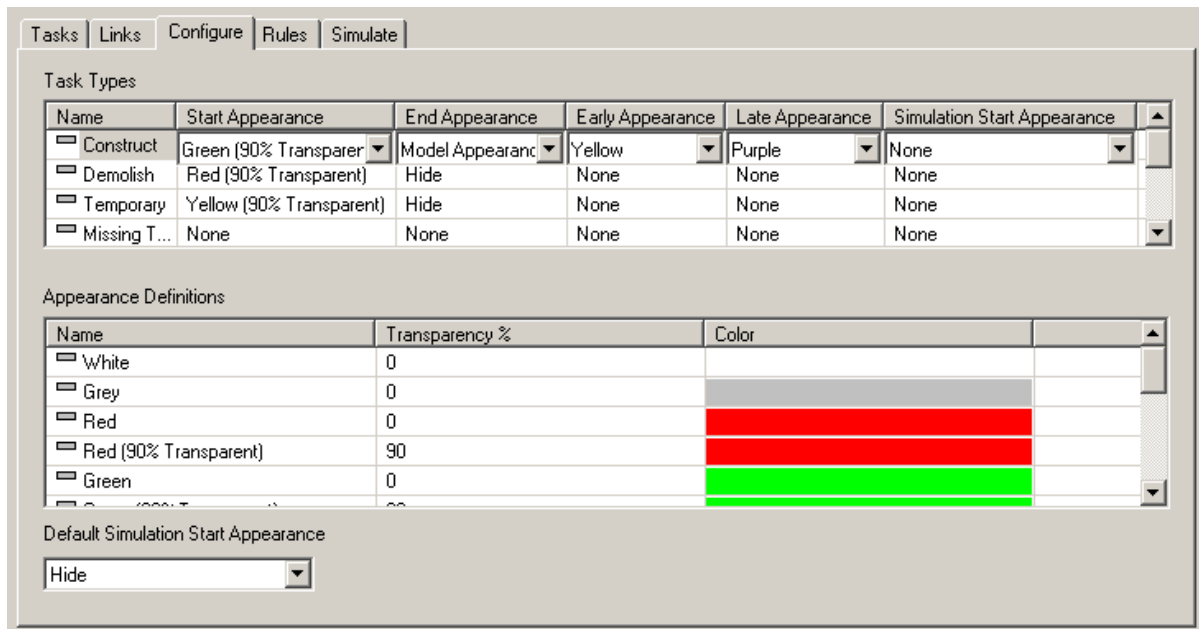 Tasks Links Configure Rules Simulate
Task Types
Name Start Appearance End Appearance Early Appearance Late Appearance Simulation Start Appearance
Construct Green (90% Transparer Model Appearanc Yellow Purple None
Demolish Red (90% Transparent) Hide None None None
Temporary Yellow (90% Transparent) Hide None None None
Missing T... None None None None None
Appearance Definitions
Name Transparency % Color
White 0
Grey 0
Red 0
Red (90% Transparent) 90
Green 0
Default Simulation Start Appearance
Hide